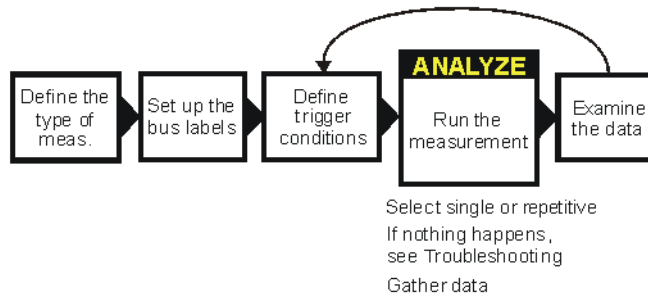 Define the
type of
meas.
Set up the
bus labels
Define
trigger
conditions
ANALYZE
Run the
measurement
Examine
the data
Select single or repetitive
If nothing happens,
see Troubleshooting
Gather data